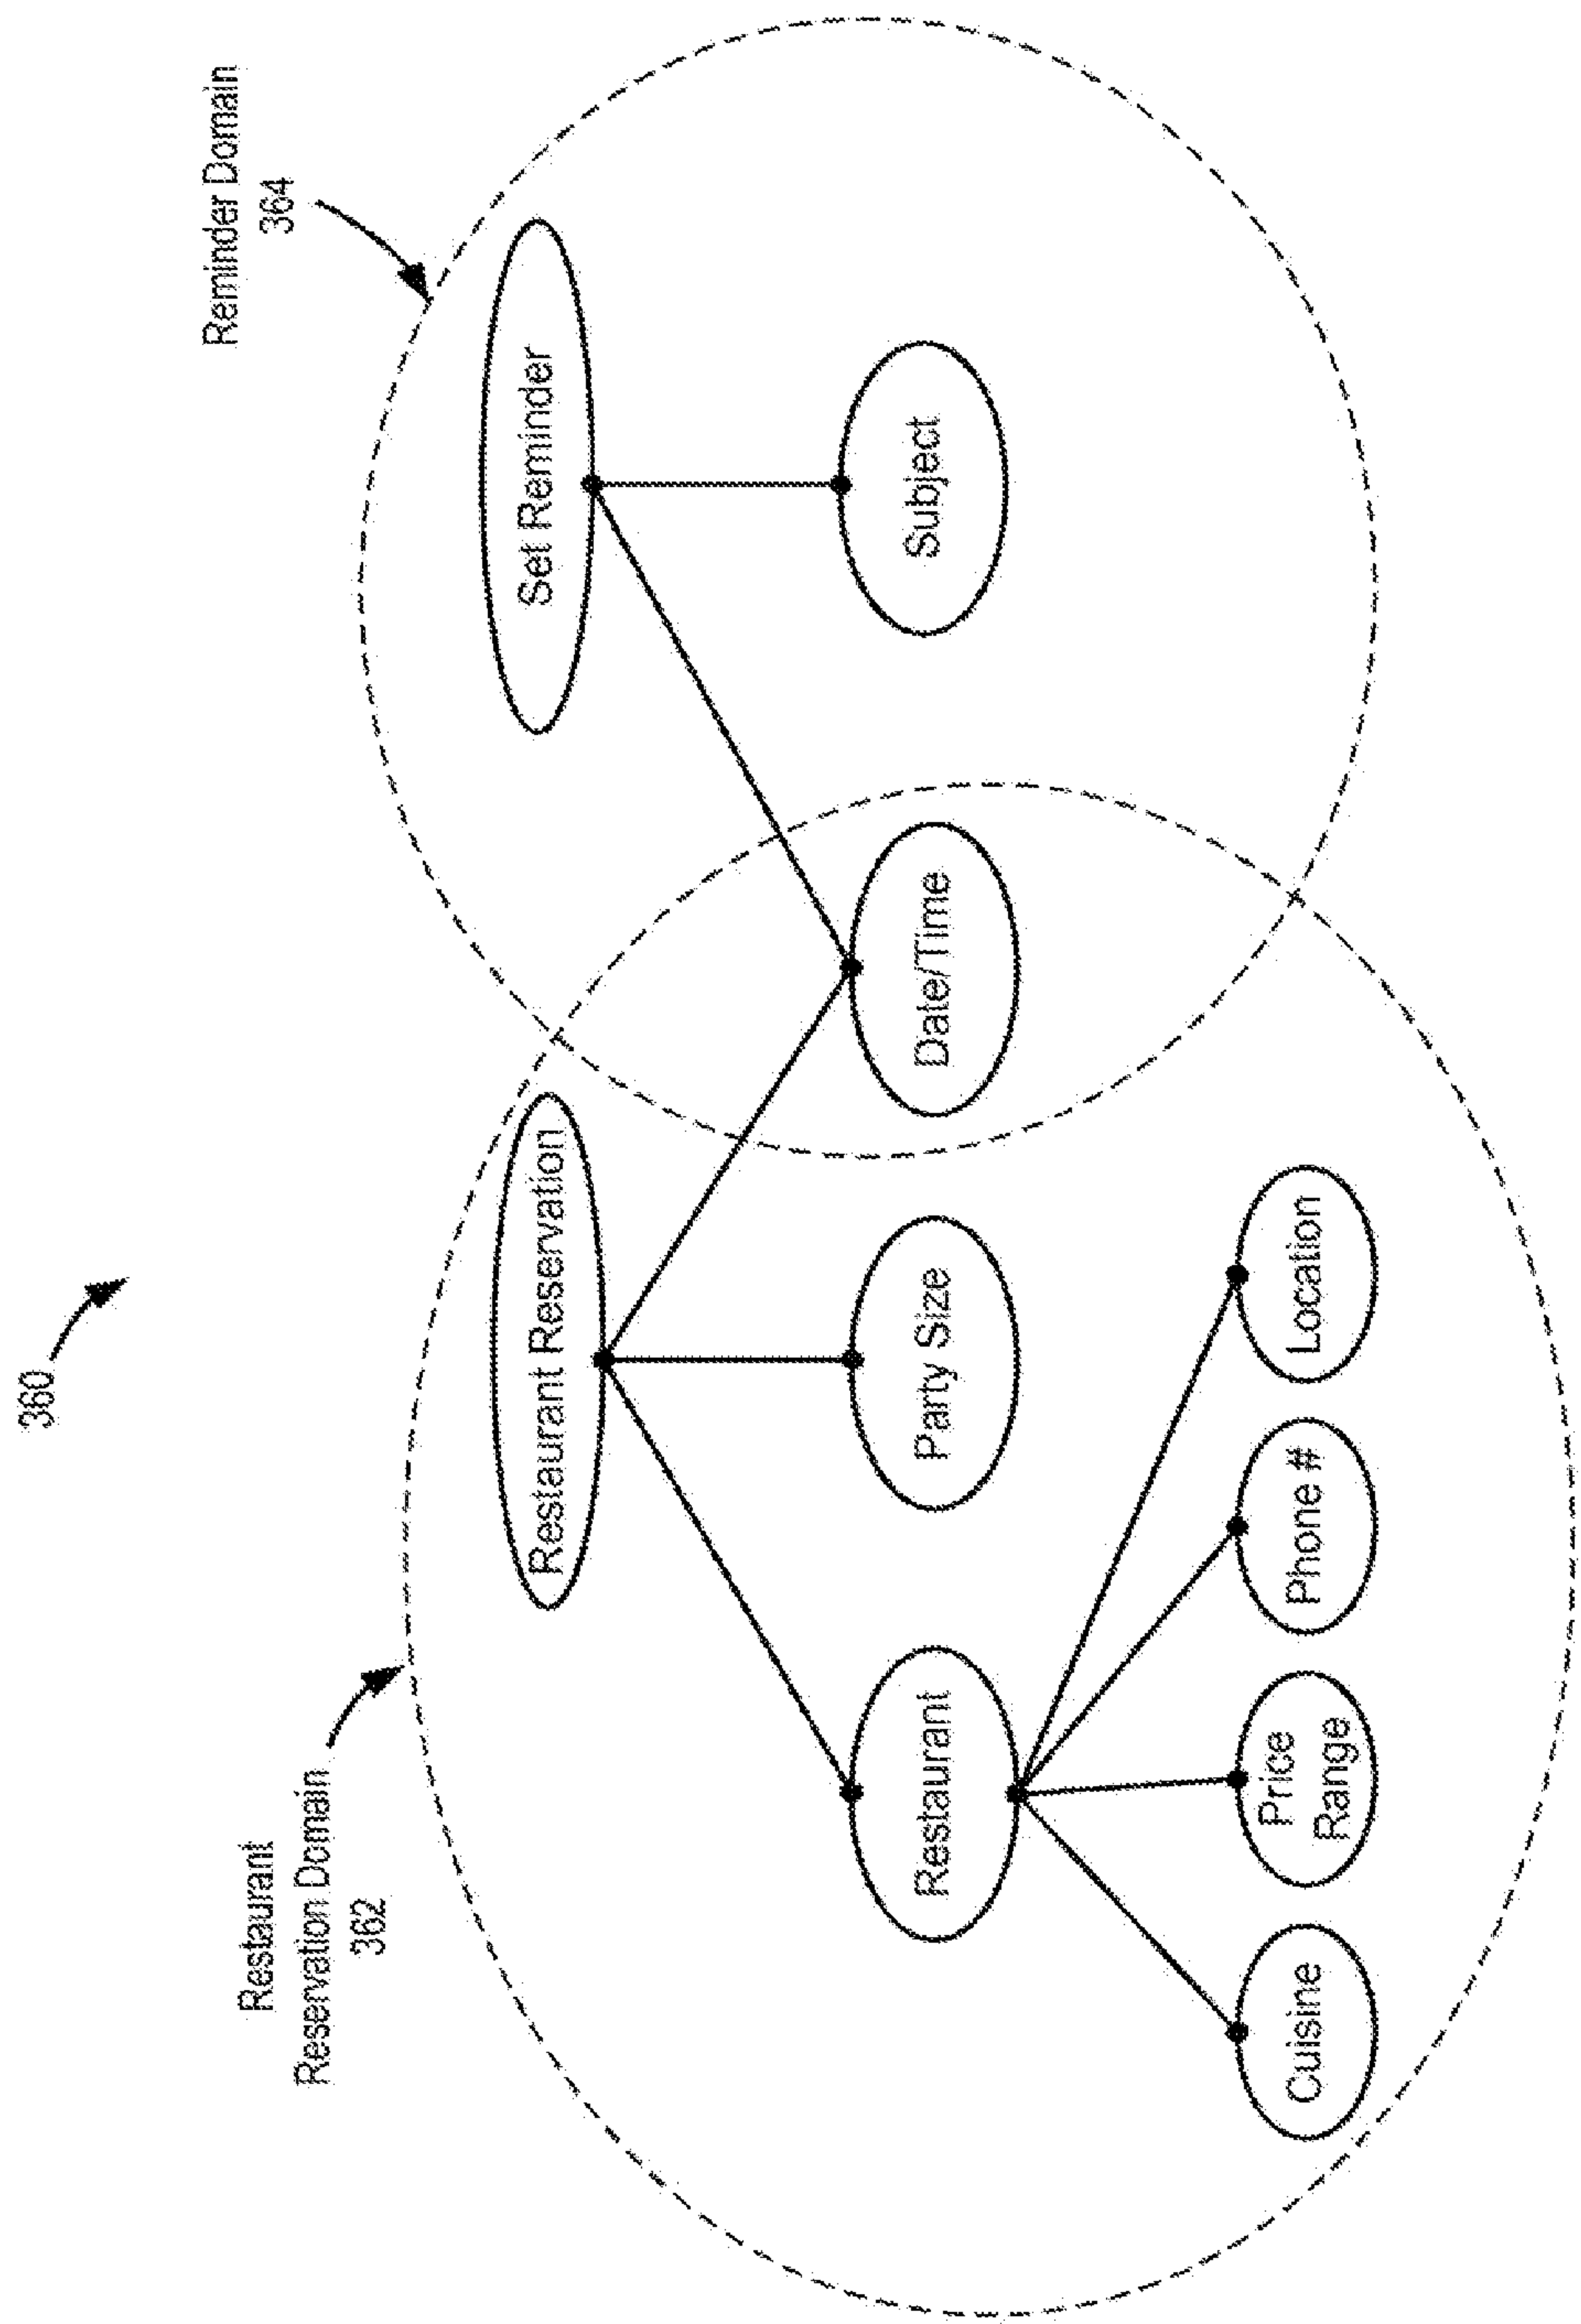 360
Restaurant
Reservation Domain
362
Reminder Domain
364
Restaurant Reservation
Set Reminder
Restaurant
Party Size
Date/Time
Subject
Cuisine
Price
Range
Phone #
Location